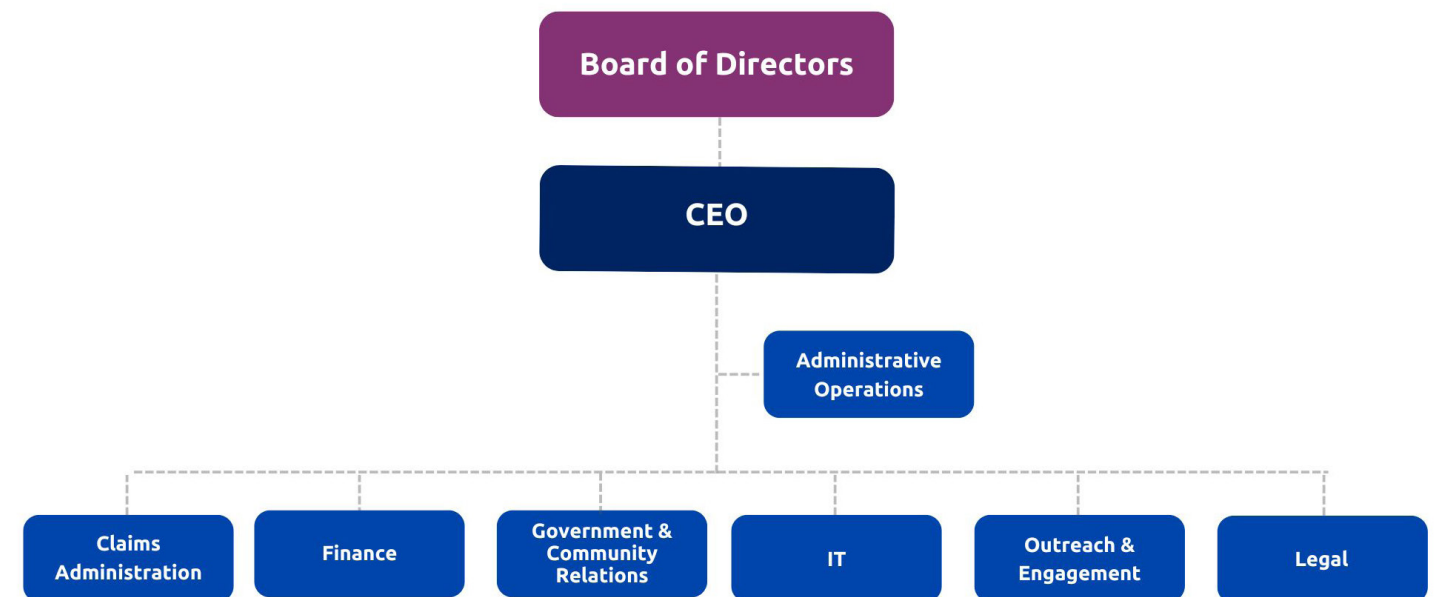 Board of Directors
CEO
Administrative
Operations
Claims
Administration
Finance
Government &
Community
Relations
IT
Outreach &
Engagement
Legal